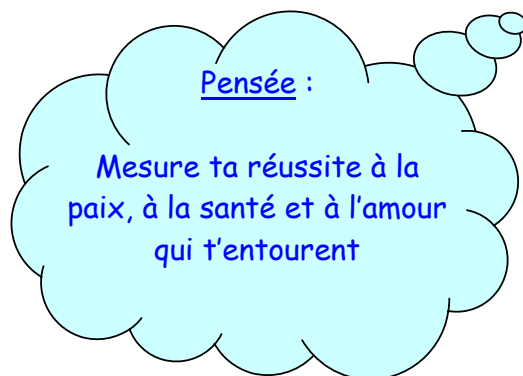 Pensée :
Mesure ta réussite à la
paix, à la santé et à l’amour
qui t’entourent